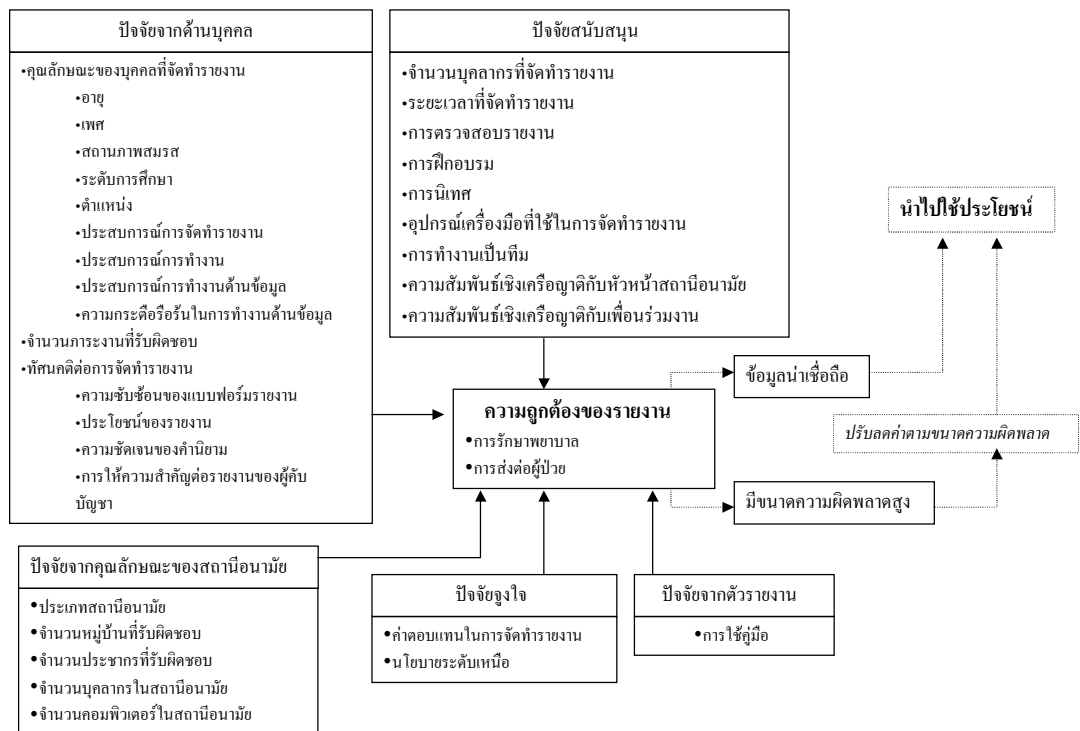 ปัจจัยจากด้านบุคคล
•คุณลักษณะของบุคคลที่จัดทำรายงาน
•อายุ
•เพศ
•สถานภาพสมรส
•ระดับการศึกษา
•ตำแหน่ง
•ประสบการณ์การจัดทำรายงาน
•ประสบการณ์การทำงาน
•ประสบการณ์การทำงานด้านข้อมูล
•ความกระตือรือร้นในการทำงานด้านข้อมูล
•จำนวนภาระงานที่รับผิดชอบ
•ทัศนคติต่อการจัดทำรายงาน
•ความซับซ้อนของแบบฟอร์มรายงาน
•ประโยชน์ของรายงาน
•ความชัดเจนของคำนิยาม
•การให้ความสำคัญต่อรายงานของผู้คับ
บัญชา
ปัจจัยสนับสนุน
•จำนวนบุคลากรที่จัดทำรายงาน
•ระยะเวลาที่จัดทำรายงาน
•การตรวจสอบรายงาน
•การฝึกอบรม
•การนิเทศ
•อุปกรณ์เครื่องมือที่ใช้ในการจัดทำรายงาน
•การทำงานเป็นทีม
•ความสัมพันธ์เชิงเครือญาติกับหัวหน้าสถานีอนามัย
•ความสัมพันธ์เชิงเครือญาติกับเพื่อนร่วมงาน
นำไปใช้ประโยชน์
ข้อมูลน่าเชื่อถือ
ความถูกต้องของรายงาน
•การรักษาพยาบาล
•การส่งต่อผู้ป่วย
ปรับลดค่าตามขนาดความผิดพลาด
มีขนาดความผิดพลาดสูง
ปัจจัยจากคุณลักษณะของสถานีอนามัย
•ประเภทสถานีอนามัย
•จำนวนหมู่บ้านที่รับผิดชอบ
•จำนวนประชากรที่รับผิดชอบ
•จำนวนบุคลากรในสถานีอนามัย
•จำนวนคอมพิวเตอร์ในสถานีอนามัย
ปัจจัยจูงใจ
•ค่าตอบแทนในการจัดทำรายงาน
•นโยบายระดับเหนือ
ปัจจัยจากตัวรายงาน
•การใช้คู่มือ